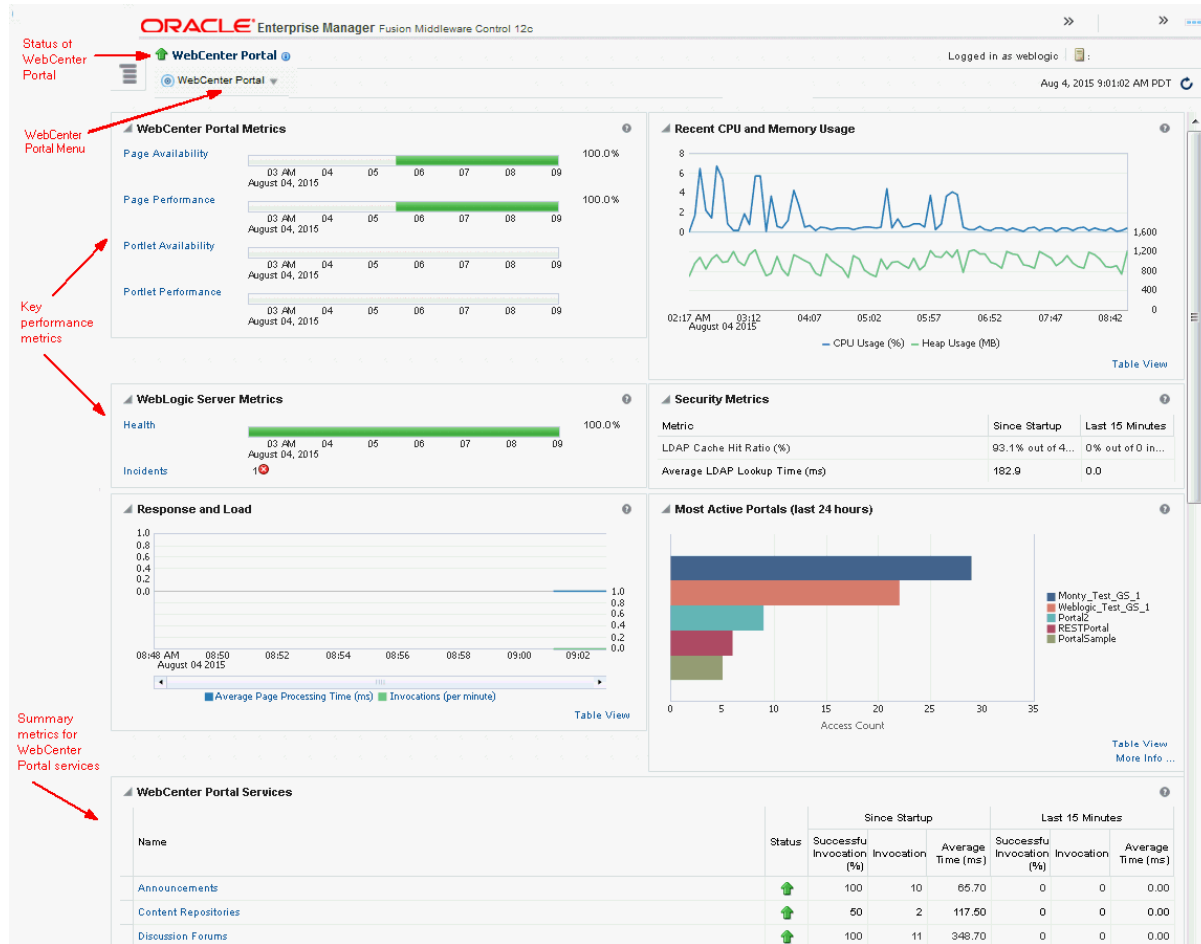 ORACLE Enterprise Manager Fusion Middleware Control 12c
Status of
WebCenter
Portal
WebCenter Portal
Logged in as weblogic
WebCenter Portal
Aug 4, 2015 9:01:02 AM PDT
WebCenter
Portal Menu
WebCenter Portal Metrics
Page Availability
100.0%
03 AM 04 05 06 07 08 09
August 04, 2015
Page Performance
100.0%
03 AM 04 05 06 07 08 09
August 04, 2015
Portlet Availability
03 AM 04 05 06 07 08 09
August 04, 2015
Portlet Performance
03 AM 04 05 06 07 08 09
August 04, 2015
Key
performance
metrics
Recent CPU and Memory Usage
8
6
4
2
0
1,600
1,200
800
400
0
02:17 AM 03:12 04:07 05:02 05:57 06:52 07:47 08:42
August 04 2015
CPU Usage (%) Heap Usage (MB)
Table View
WebLogic Server Metrics
Health
100.0%
03 AM 04 05 06 07 08 09
August 04, 2015
Incidents 1
Security Metrics
Metric Since Startup Last 15 Minutes
LDAP Cache Hit Ratio (%) 93.1% out of 4... 0% out of 0 in...
Average LDAP Lookup Time (ms) 182.9 0.0
Response and Load
1.0
0.8
0.6
0.4
0.2
0.0
1.0
0.8
0.6
0.4
0.2
0.0
08:48 AM 08:50 08:52 08:54 08:56 08:58 09:00 09:02
August 04 2015
Average Page Processing Time (ms) Invocations (per minute)
Table View
Most Active Portals (last 24 hours)
Monty_Test_GS_1
Weblogic_Test_GS_1
Portal2
RESTPortal
PortalSample
0 5 10 15 20 25 30 35
Access Count
Table View
More Info ...
Summary
metrics for
WebCenter
Portal services
WebCenter Portal Services
Since Startup Last 15 Minutes
Name Status
Successfu
Invocation
(%)
Invocation
Average
Time (ms)
Successfu
Invocation
(%)
Invocation
Average
Time (ms)
Announcements 100 10 65.70 0 0 0.00
Content Repositories 50 2 117.50 0 0 0.00
Discussion Forums 100 11 348.70 0 0 0.00